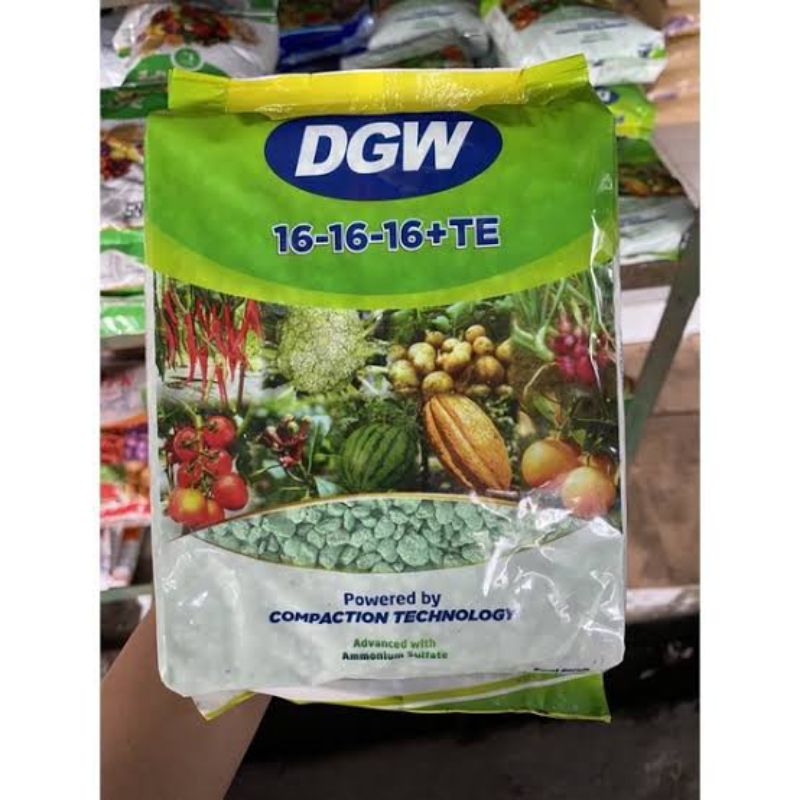 DGW
16-16-16+TE
Powered by
COMPACTION TECHNOLOGY
Advanced with
Ammonium Sulfate